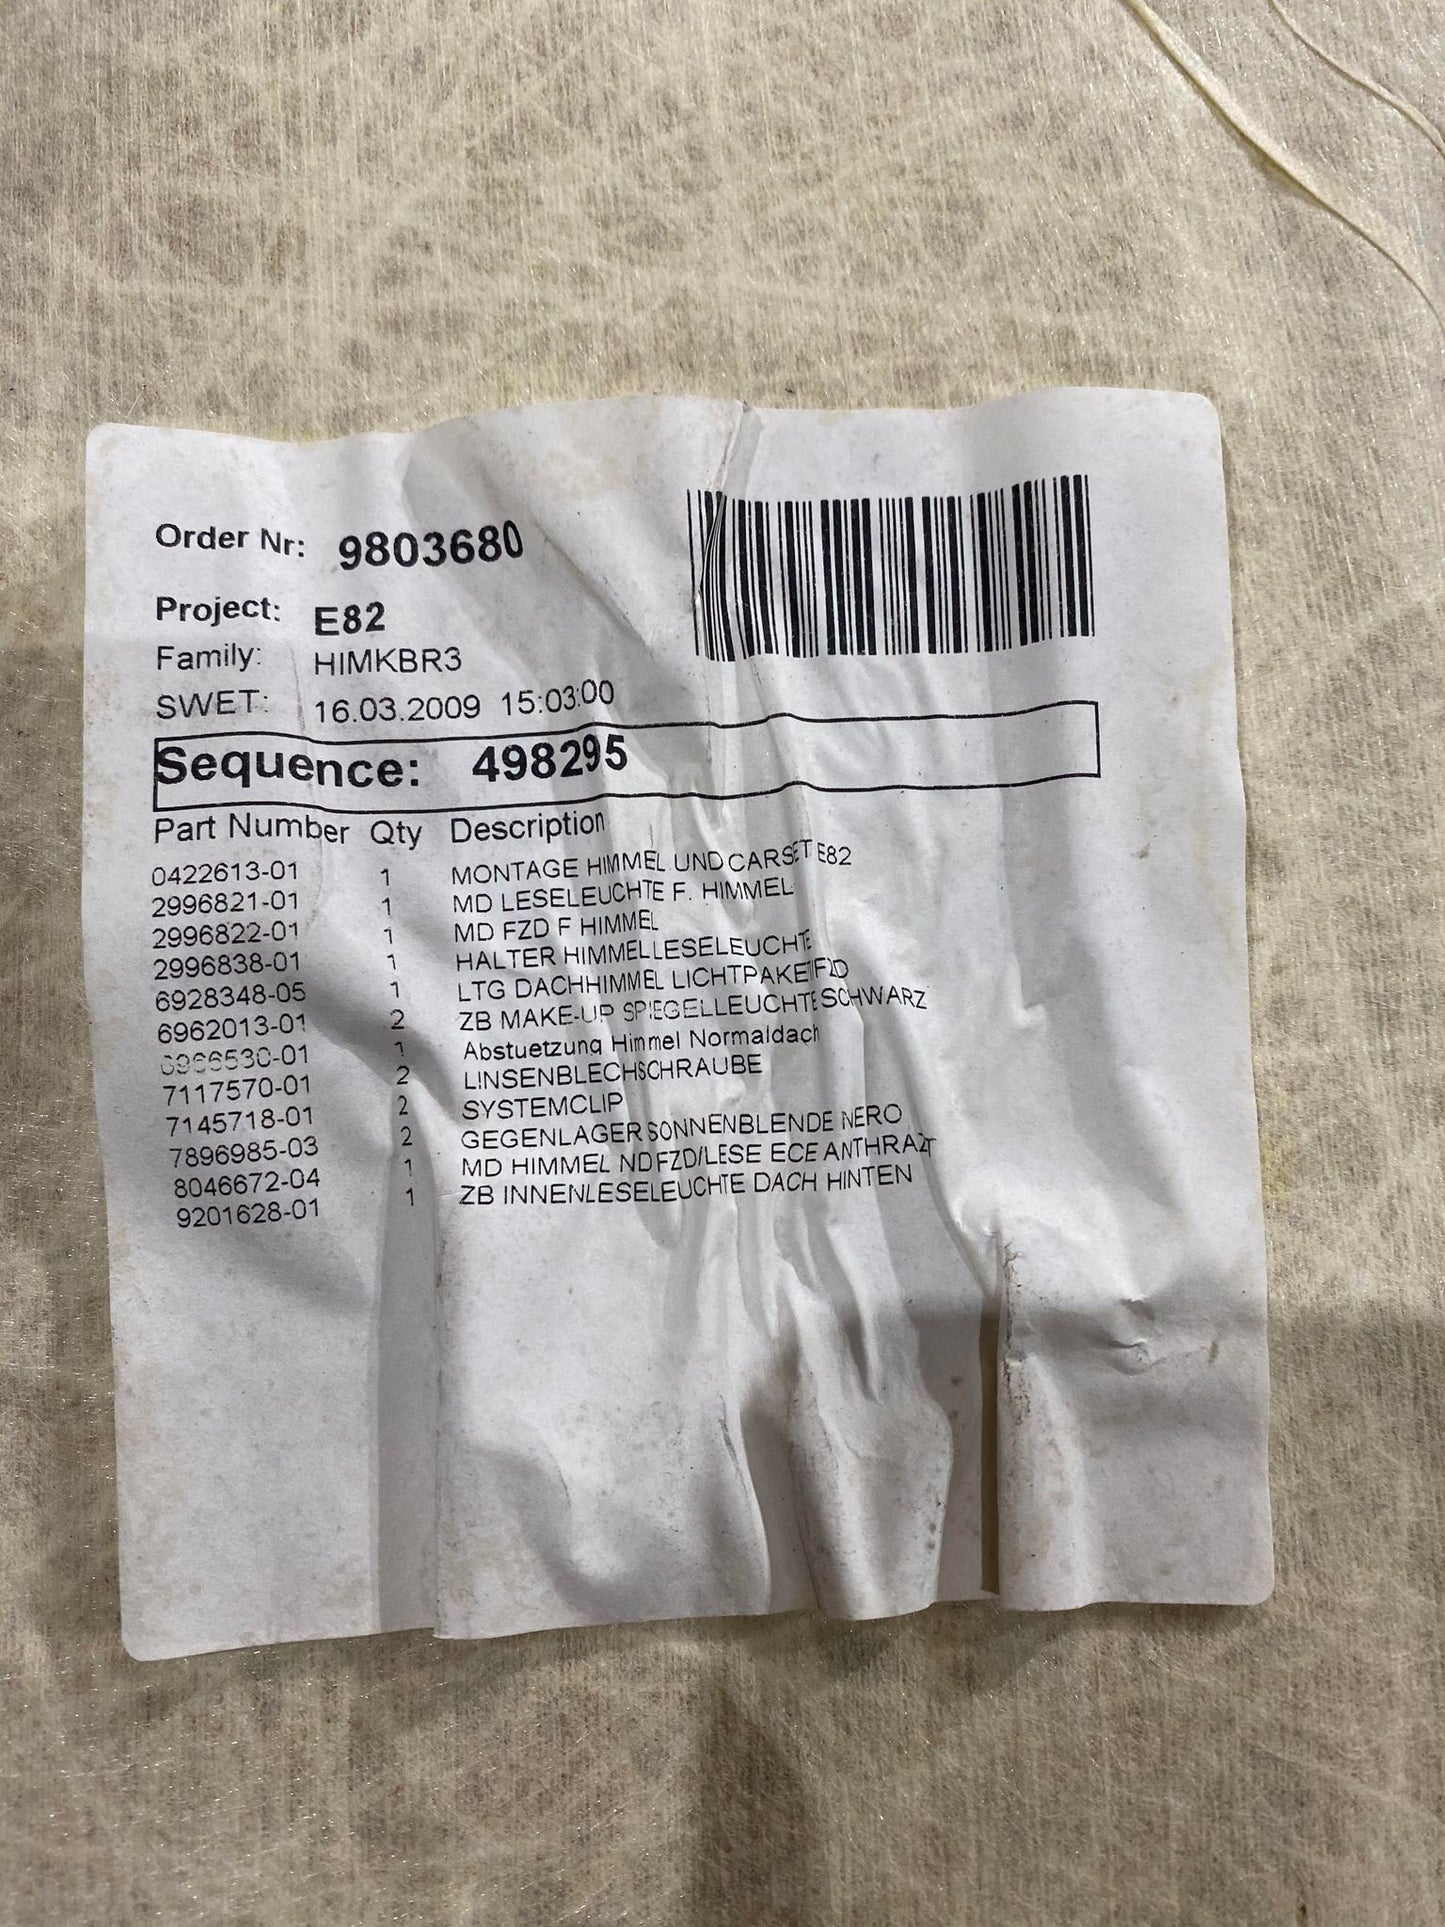 Order Nr: 9803680
Project: E82
Family: HIMKBR3
SWET: 16.03.2009 15:03:00
Sequence: 498295
Part Number Qty Description
0422613-01 1 MONTAGE HIMMEL UND CARSET E82
2996821-01 1 MD LESELEUCHTE F. HIMMEL
2996822-01 1 MD FZD F HIMMEL
2996838-01 1 HALTER HIMMELLESELEUCHTE
6928348-05 1 LTG DACHHIMMEL LICHTPAKET/FZD
6962013-01 2 ZB MAKE-UP SPIEGELLEUCHTE SCHWARZ
1 Abstuetzung Himmel Normaldach
7117570-01 2 LINSENBLECHSCHRAUBE
7145718-01 2 SYSTEMCLIP
7896985-03 2 GEGENLAGER SONNENBLENDE NERO
8046672-04 1 MD HIMMEL ND FZD/LESE ECE ANTHRAZIT
9201628-01 1 ZB INNENLESELEUCHTE DACH HINTEN